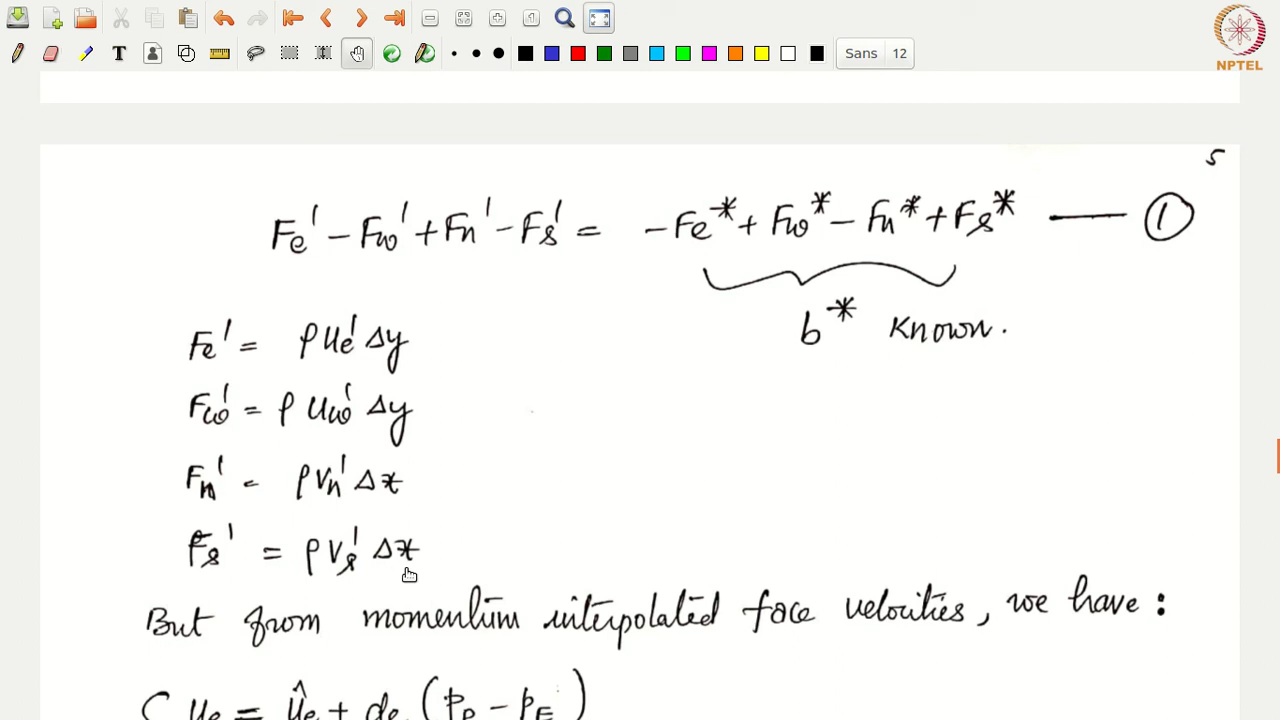 T
Sans 12
NPTEL
5
Fe' - Fw' + Fn' - Fs' = -Fe* + Fw* - Fn* + Fs* —— ①
b* Known.
Fe' = ρ Ue' Δy
Fw' = ρ Uw' Δy
Fn' = ρ Vn' Δx
Fs' = ρ Vs' Δx
But from momentum interpolated face velocities, we have :
{ Ue = Ûe + de (pP - pE)